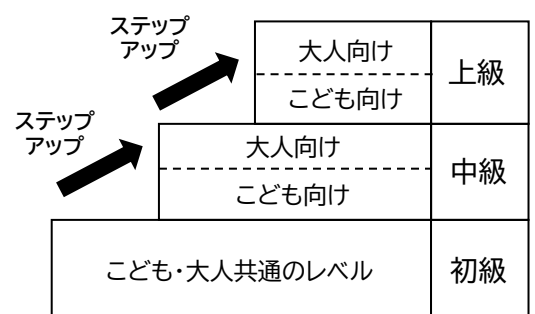 ステップ
アップ
大人向け
こども向け
上級
ステップ
アップ
大人向け
こども向け
中級
こども・大人共通のレベル
初級